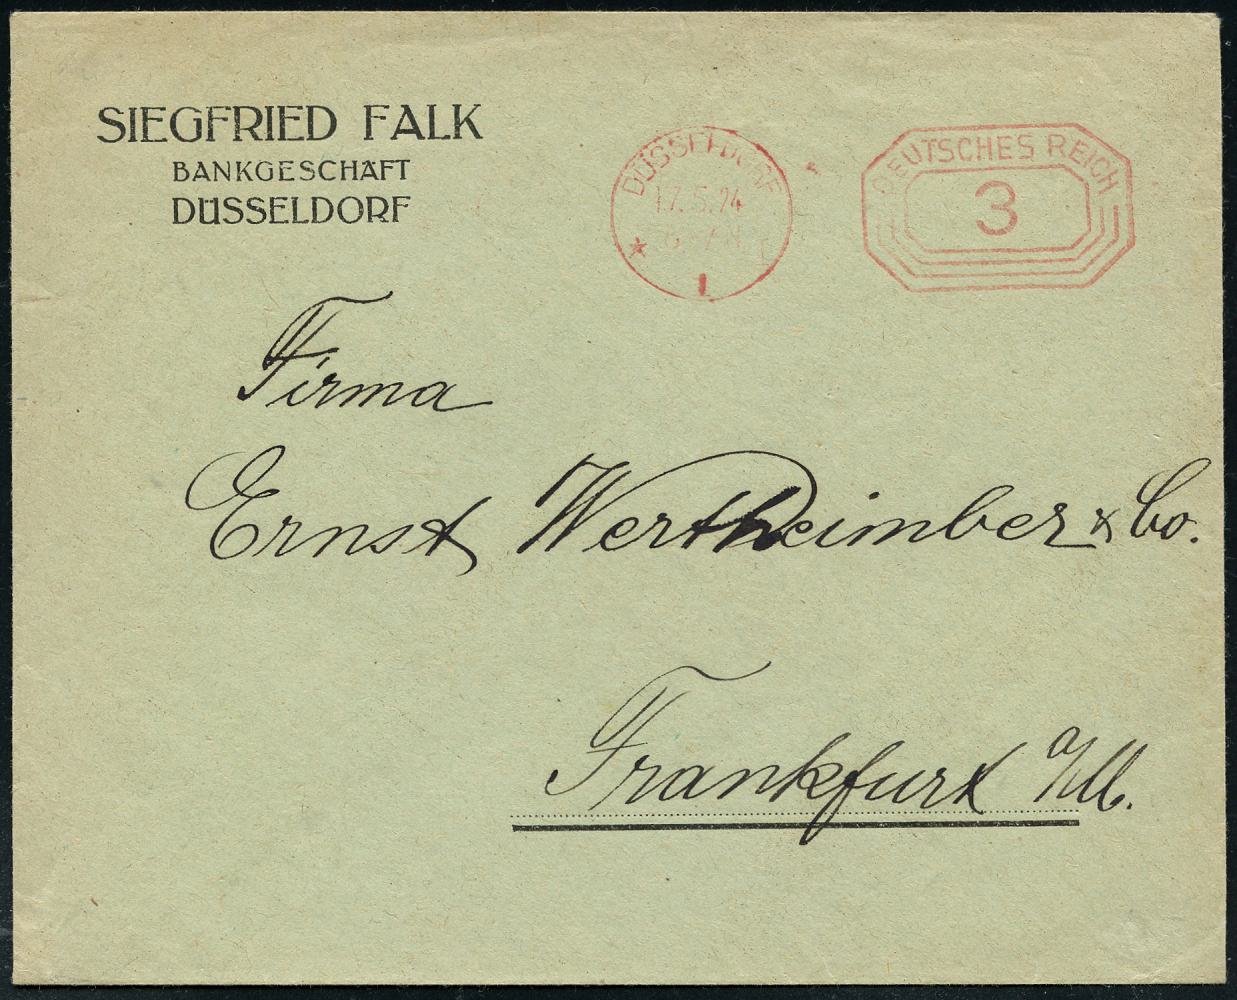 SIEGFRIED FALK
BANKGESCHÄFT
DÜSSELDORF
DÜSSELDORF
17.5.24
1
DEUTSCHES REICH
3
Firma
Ernst Wertheimber & Co.
Frankfurt a/M.